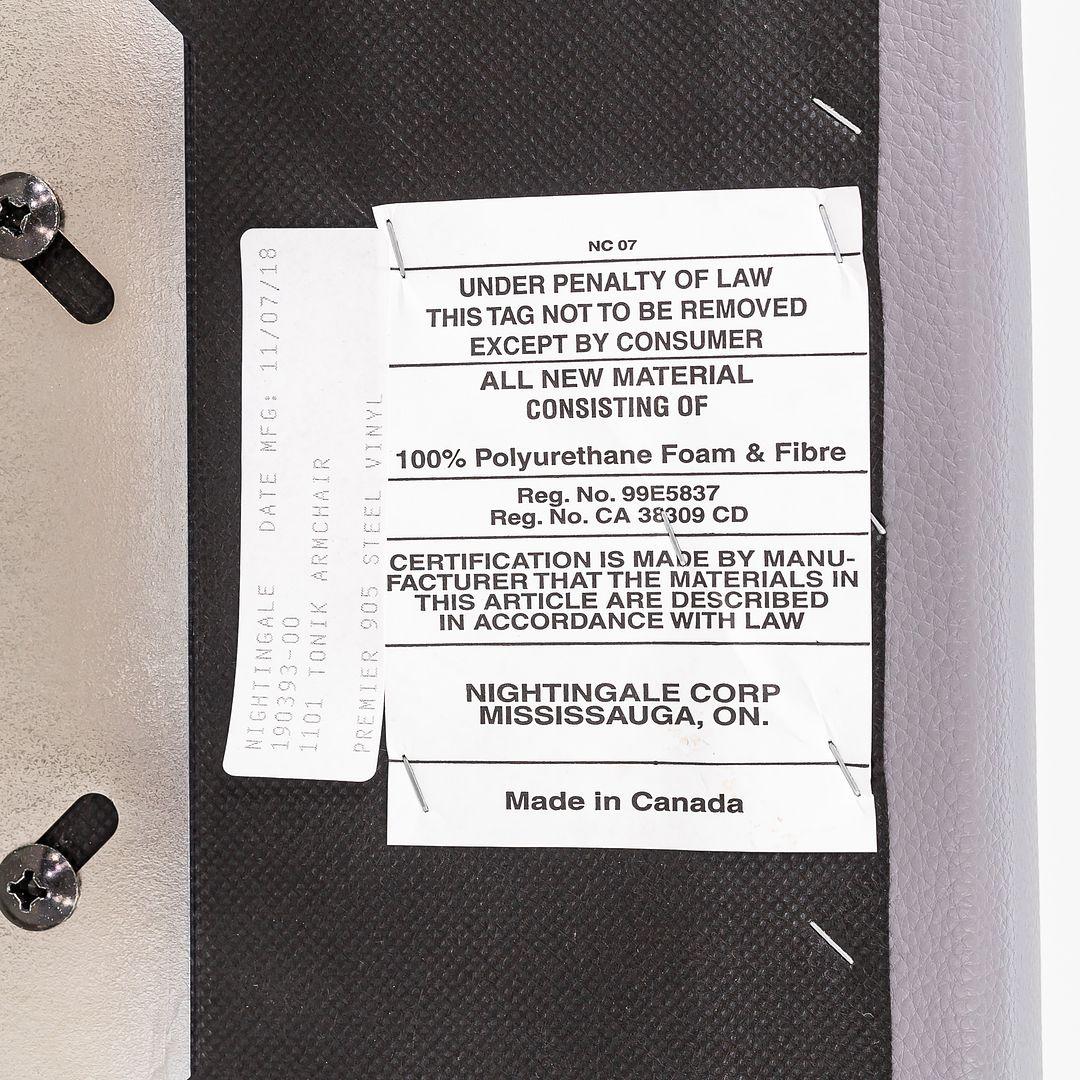 NIGHTINGALE DATE MFG: 11/07/18
190393-00
1101 TONIK ARMCHAIR
PREMIER 905 STEEL VINYL
NC 07
UNDER PENALTY OF LAW
THIS TAG NOT TO BE REMOVED
EXCEPT BY CONSUMER
ALL NEW MATERIAL
CONSISTING OF
100% Polyurethane Foam & Fibre
Reg. No. 99E5837
Reg. No. CA 38309 CD
CERTIFICATION IS MADE BY MANU-
FACTURER THAT THE MATERIALS IN
THIS ARTICLE ARE DESCRIBED
IN ACCORDANCE WITH LAW
NIGHTINGALE CORP
MISSISSAUGA, ON.
Made in Canada